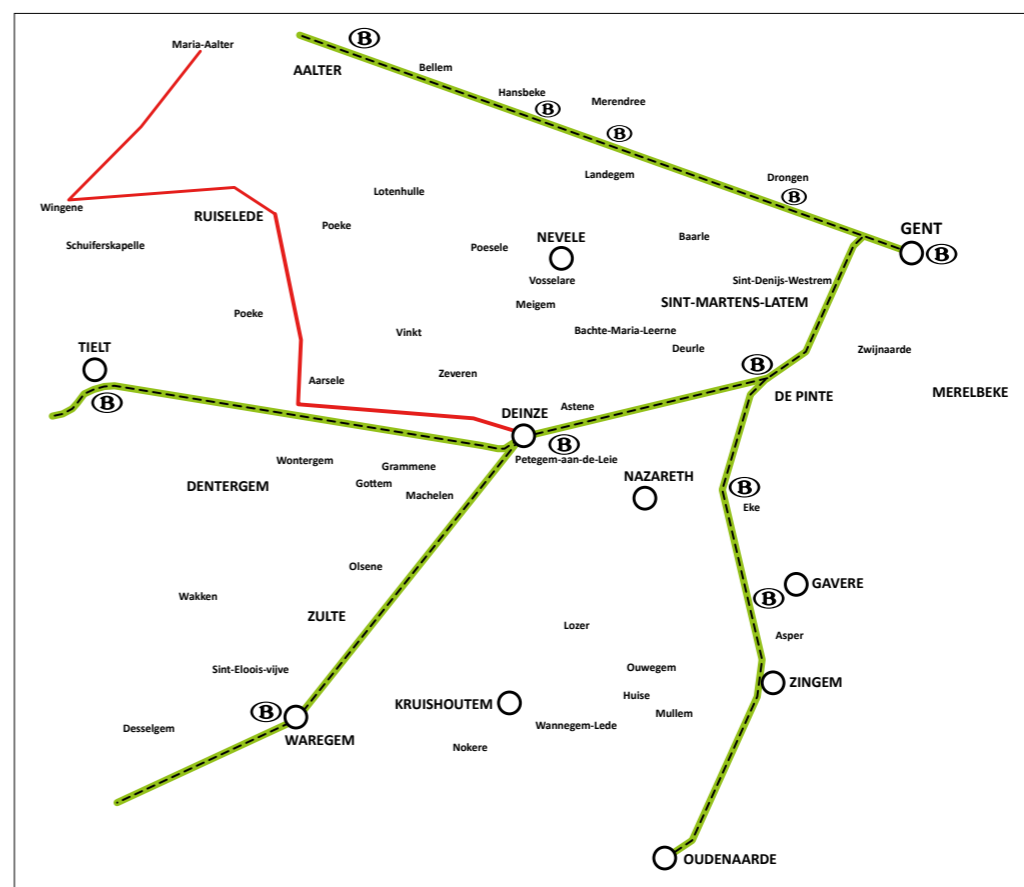 Maria-Aalter
B
AALTER
Bellem
Hansbeke
B
Merendree
B
Landegem
Drongen
B
Lotenhulle
Wingene
RUISELEDE
Poeke
Schuiferskapelle
Poesele
NEVELE
Vosselare
Baarle
GENT
B
Sint-Denijs-Westrem
SINT-MARTENS-LATEM
Meigem
Poeke
Vinkt
Bachte-Maria-Leerne
Deurle
Zwijnaarde
TIELT
B
Aarsele
Zeveren
B
DE PINTE
MERELBEKE
Astene
DEINZE
B
Petegem-aan-de-Leie
Wontergem
Grammene
Gottem
Machelen
DENTERGEM
NAZARETH
B
Eke
Olsene
Wakken
ZULTE
B
GAVERE
Lozer
Asper
Sint-Eloois-vijve
Ouwegem
ZINGEM
B
WAREGEM
KRUISHOUTEM
Huise
Mullem
Wannegem-Lede
Desselgem
Nokere
OUDENAARDE